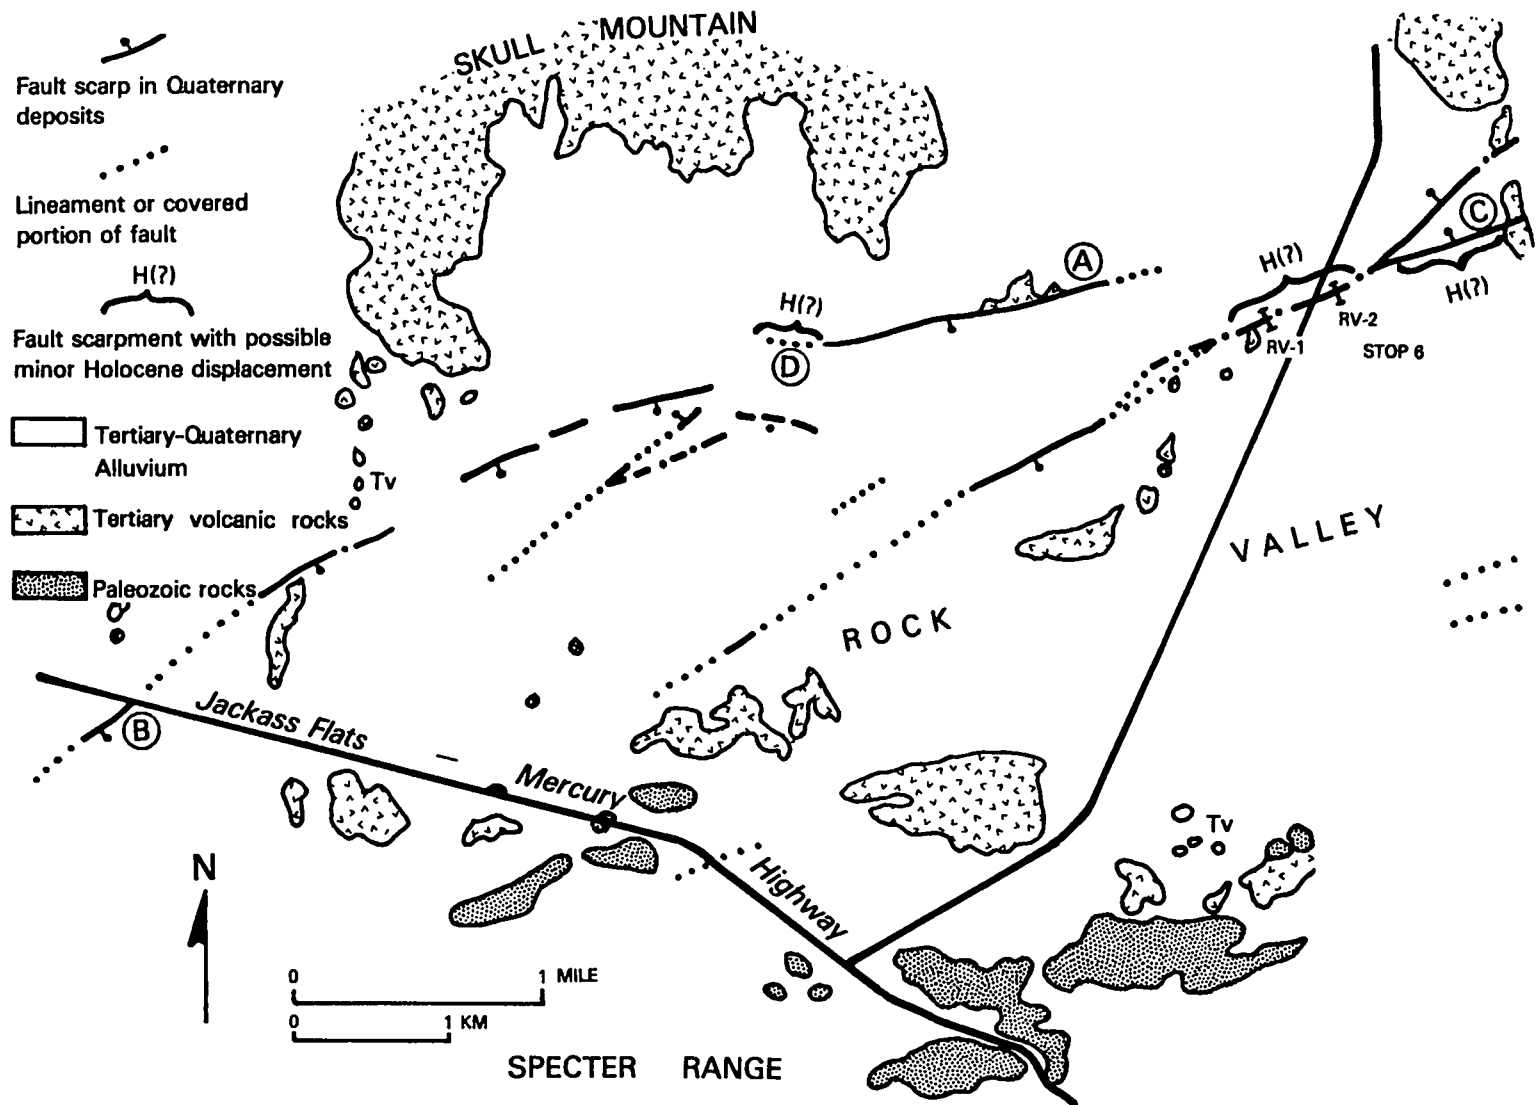 SKULL MOUNTAIN
Fault scarp in Quaternary
deposits
Lineament or covered
portion of fault
H(?)
Fault scarpment with possible
minor Holocene displacement
Tertiary-Quaternary
Alluvium
Tertiary volcanic rocks
Paleozoic rocks
Tv
A
H(?)
D
C
H(?)
H(?)
RV-2
RV-1
STOP 6
ROCK VALLEY
B
Jackass Flats
Mercury
Highway
Tv
N
0 1 MILE
0 1 KM
SPECTER RANGE